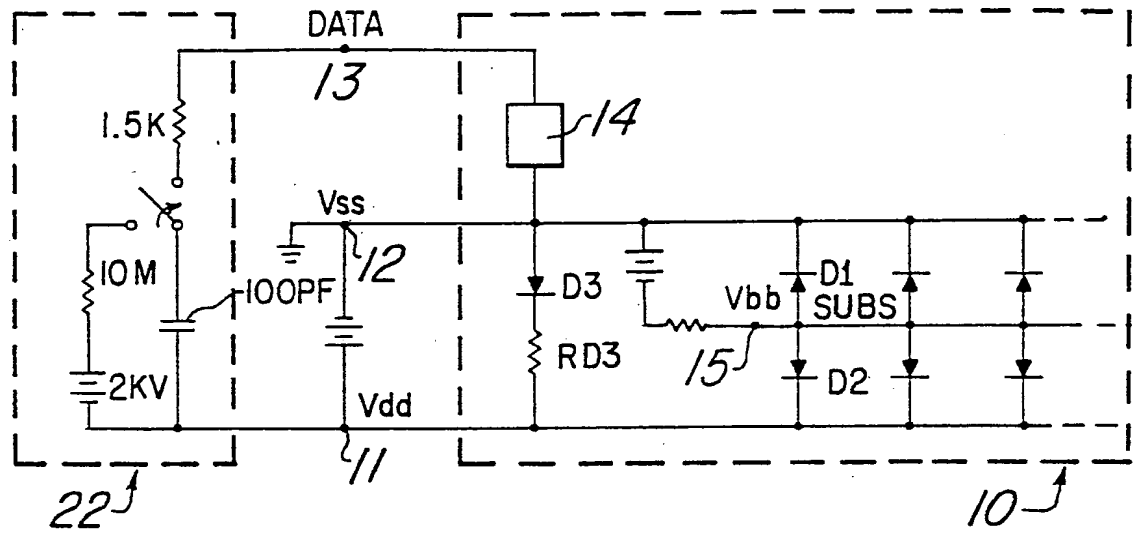 DATA
13
14
1.5K
Vss
12
10M
100PF
D3
Vbb
D1
SUBS
15
RD3
D2
2KV
Vdd
11
22
10